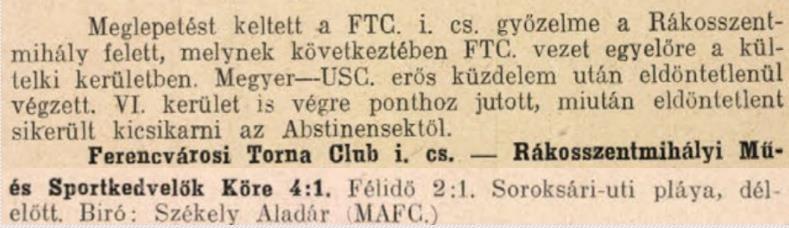 Meglepetést keltett a FTC. i. cs. győzelme a Rákosszent-
mihály felett, melynek következtében FTC. vezet egyelőre a kül-
telki kerületben. Megyer—USC. erős küzdelem után eldöntetlenül
végzett. VI. kerület is végre ponthoz jutott, miután eldöntetlent
sikerült kicsikarni az Abstinensektől.
Ferencvárosi Torna Club i. cs. — Rákosszentmihályi Mű-
és Sportkedvelők Köre 4:1. Félidő 2:1. Soroksári-uti pláya, dél-
előtt. Biró: Székely Aladár (MAFC.)